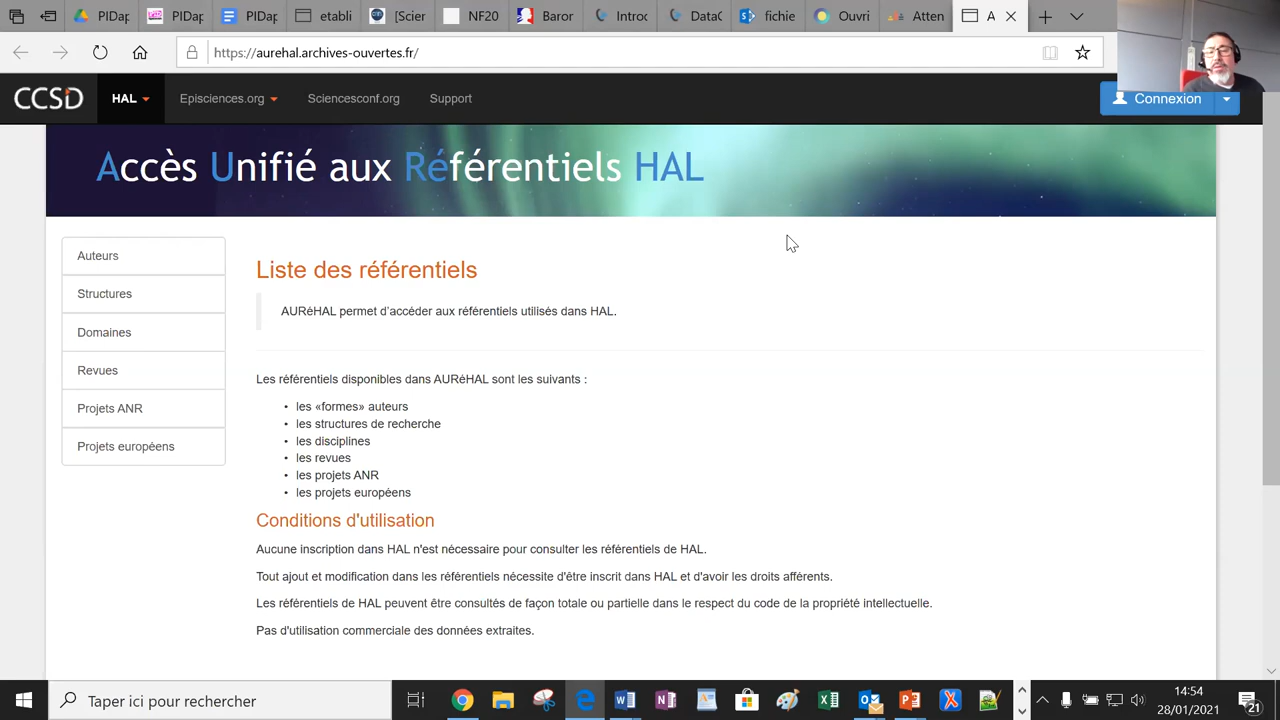 PIDap
PIDap
PIDap
etabli
[Scier
NF20
Baror
Introc
DataC
fichie
Ouvri
Atten
A
https://aurehal.archives-ouvertes.fr/
CCSD
HAL
Episciences.org
Sciencesconf.org
Support
Connexion
Accès Unifié aux Référentiels HAL
Auteurs
Structures
Domaines
Revues
Projets ANR
Projets européens
Liste des référentiels
AURéHAL permet d'accéder aux référentiels utilisés dans HAL.
Les référentiels disponibles dans AURéHAL sont les suivants :
• les «formes» auteurs
• les structures de recherche
• les disciplines
• les revues
• les projets ANR
• les projets européens
Conditions d'utilisation
Aucune inscription dans HAL n'est nécessaire pour consulter les référentiels de HAL.
Tout ajout et modification dans les référentiels nécessite d'être inscrit dans HAL et d'avoir les droits afférents.
Les référentiels de HAL peuvent être consultés de façon totale ou partielle dans le respect du code de la propriété intellectuelle.
Pas d'utilisation commerciale des données extraites.
Taper ici pour rechercher
14:54
28/01/2021
21